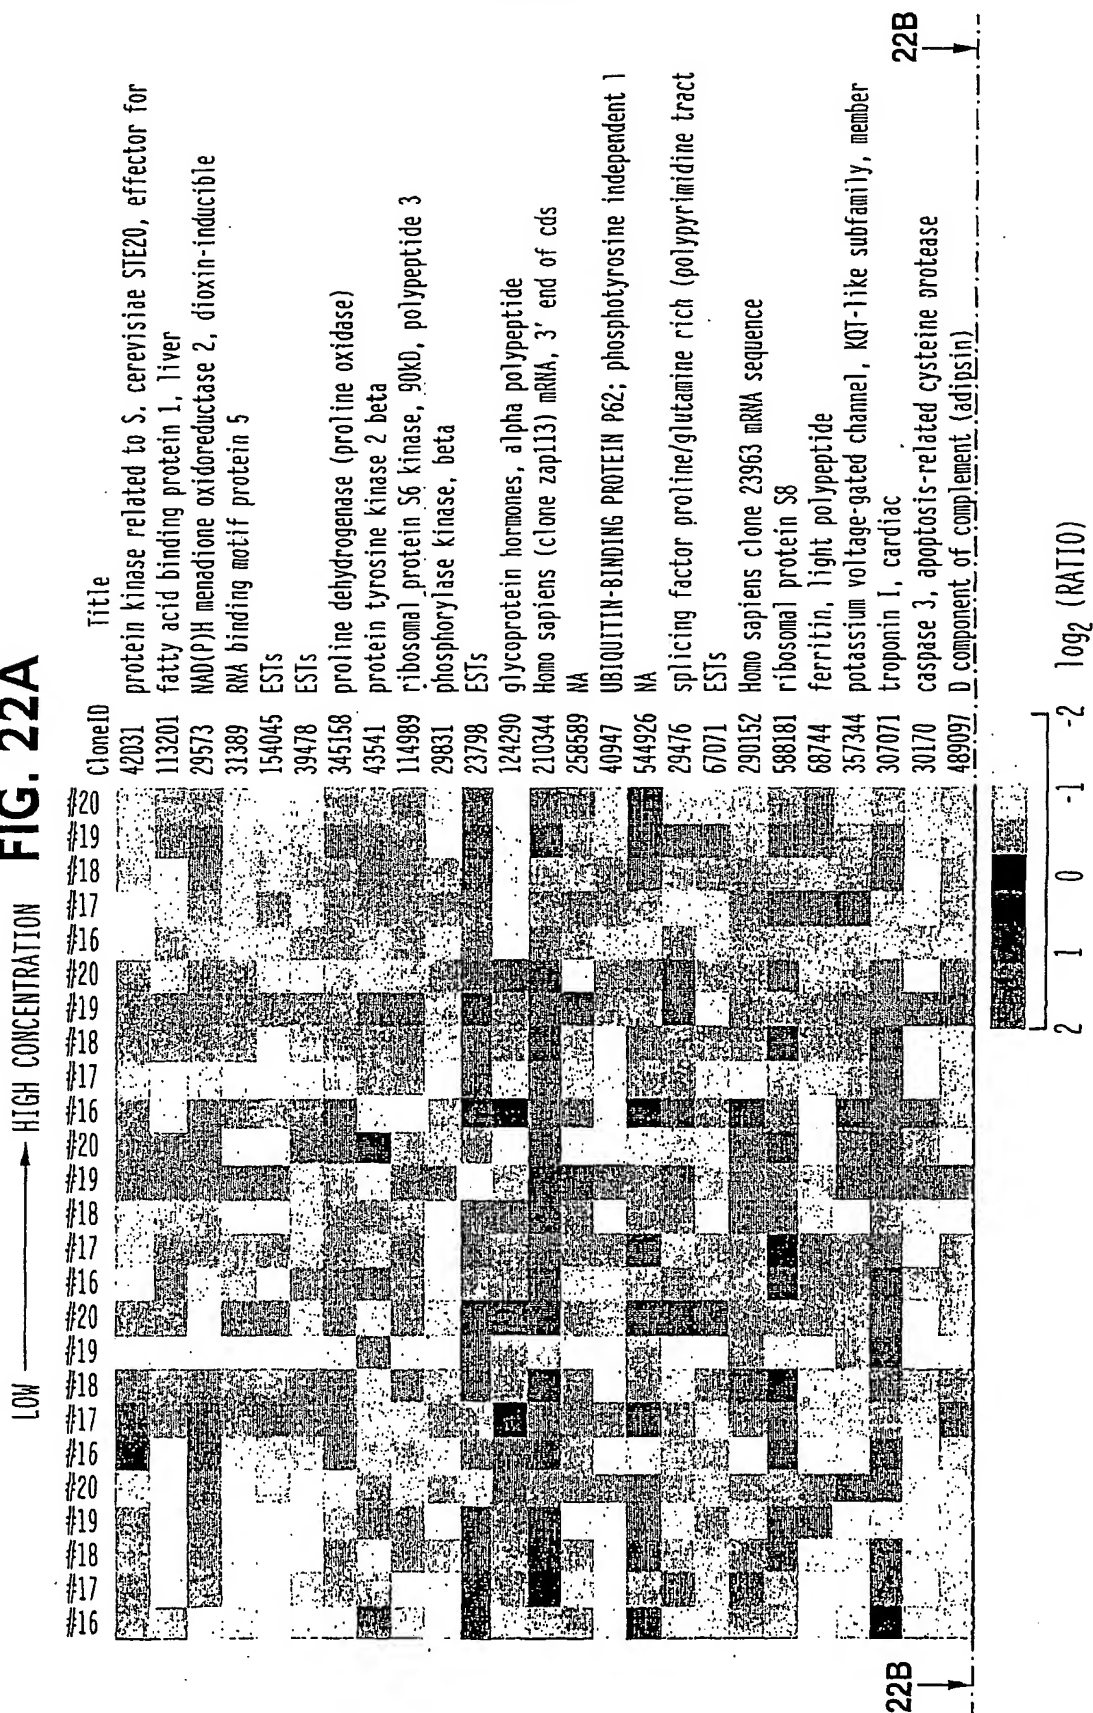 FIG. 22A
LOW HIGH CONCENTRATION
#16 #17 #18 #19 #20 #16 #17 #18 #19 #20 #16 #17 #18 #19 #20 #16 #17 #18 #19 #20 #16 #17 #18 #19 #20
CloneID Title
42031 protein kinase related to S. cerevisiae STE20, effector for
113201 fatty acid binding protein 1, liver
29573 NAD(P)H menadione oxidoreductase 2, dioxin-inducible
31389 RNA binding motif protein 5
154045 ESTs
39478 ESTs
345158 proline dehydrogenase (proline oxidase)
43541 protein tyrosine kinase 2 beta
114989 ribosomal protein S6 kinase, 90kD, polypeptide 3
29831 phosphorylase kinase, beta
23798 ESTs
124290 glycoprotein hormones, alpha polypeptide
210344 Homo sapiens (clone zap113) mRNA, 3' end of cds
258589 NA
40947 UBIQUITIN-BINDING PROTEIN P62; phosphotyrosine independent l
544926 NA
29476 splicing factor proline/glutamine rich (polypyrimidine tract
67071 ESTs
290152 Homo sapiens clone 23963 mRNA sequence
588181 ribosomal protein S8
68744 ferritin, light polypeptide
357344 potassium voltage-gated channel, KQT-like subfamily, member
307071 troponin I, cardiac
30170 caspase 3, apoptosis-related cysteine protease
489097 D component of complement (adipsin)
22B 22B
2 1 0 -1 -2 log2 (RATIO)